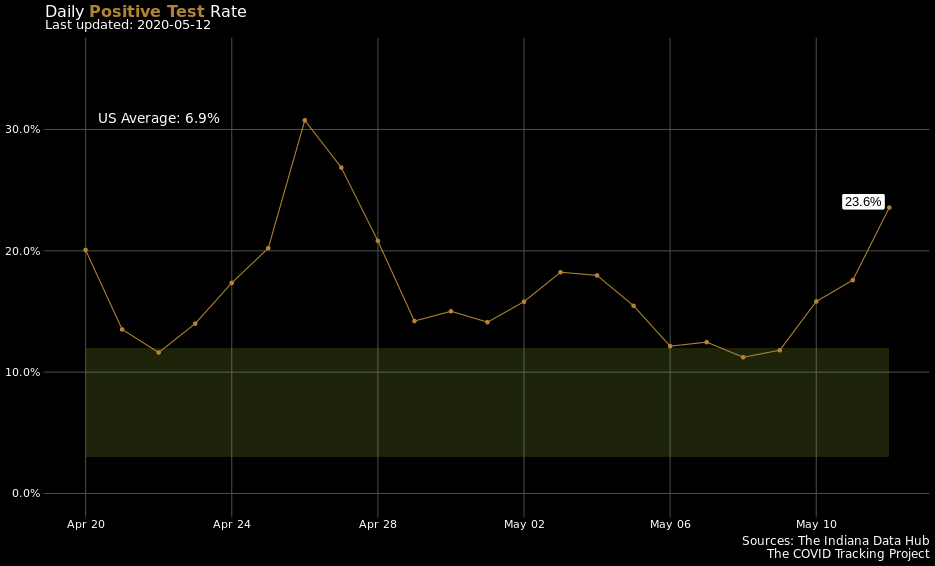 Daily Positive Test Rate
Last updated: 2020-05-12
US Average: 6.9%
30.0%
23.6%
20.0%
10.0%
0.0%
Apr 20 Apr 24 Apr 28 May 02 May 06 May 10
Sources: The Indiana Data Hub
The COVID Tracking Project